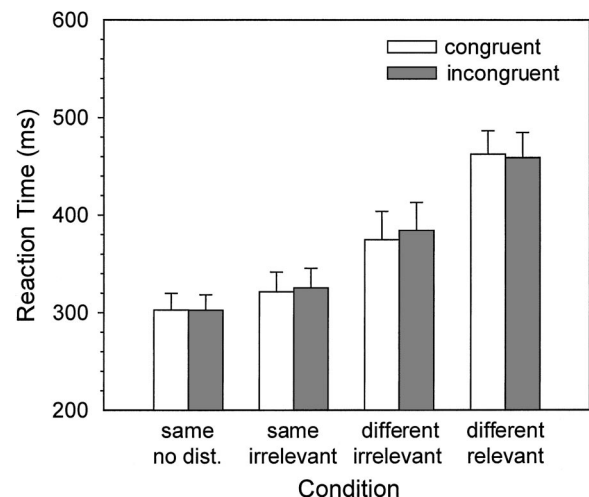 600
500
400
300
200
Reaction Time (ms)
congruent
incongruent
same
no dist.
same
irrelevant
different
irrelevant
different
relevant
Condition